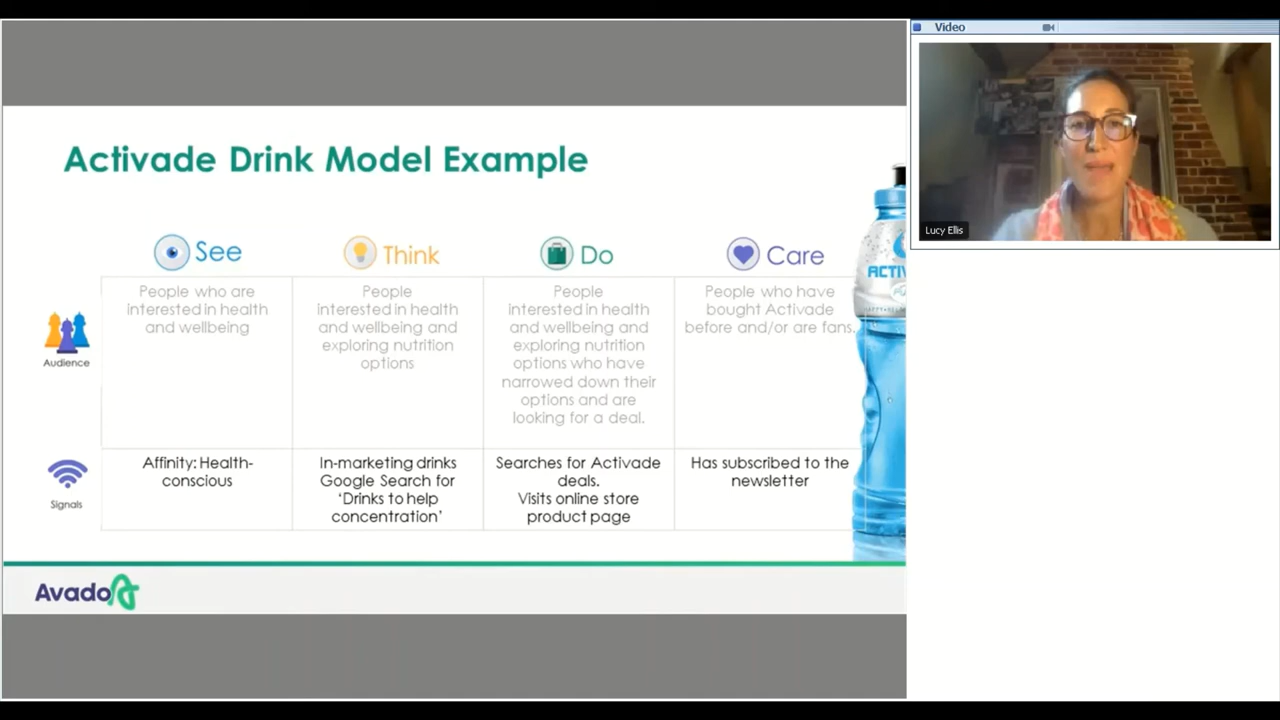 Video
Lucy Ellis
Activade Drink Model Example
See
Think
Do
Care
Audience
People who are
interested in health
and wellbeing
People
interested in health
and wellbeing and
exploring nutrition
options
People
interested in health
and wellbeing and
exploring nutrition
options who have
narrowed down their
options and are
looking for a deal.
People who have
bought Activade
before and/or are fans.
ACTIV
Signals
Affinity: Health-
conscious
In-marketing drinks
Google Search for
‘Drinks to help
concentration’
Searches for Activade
deals.
Visits online store
product page
Has subscribed to the
newsletter
Avado